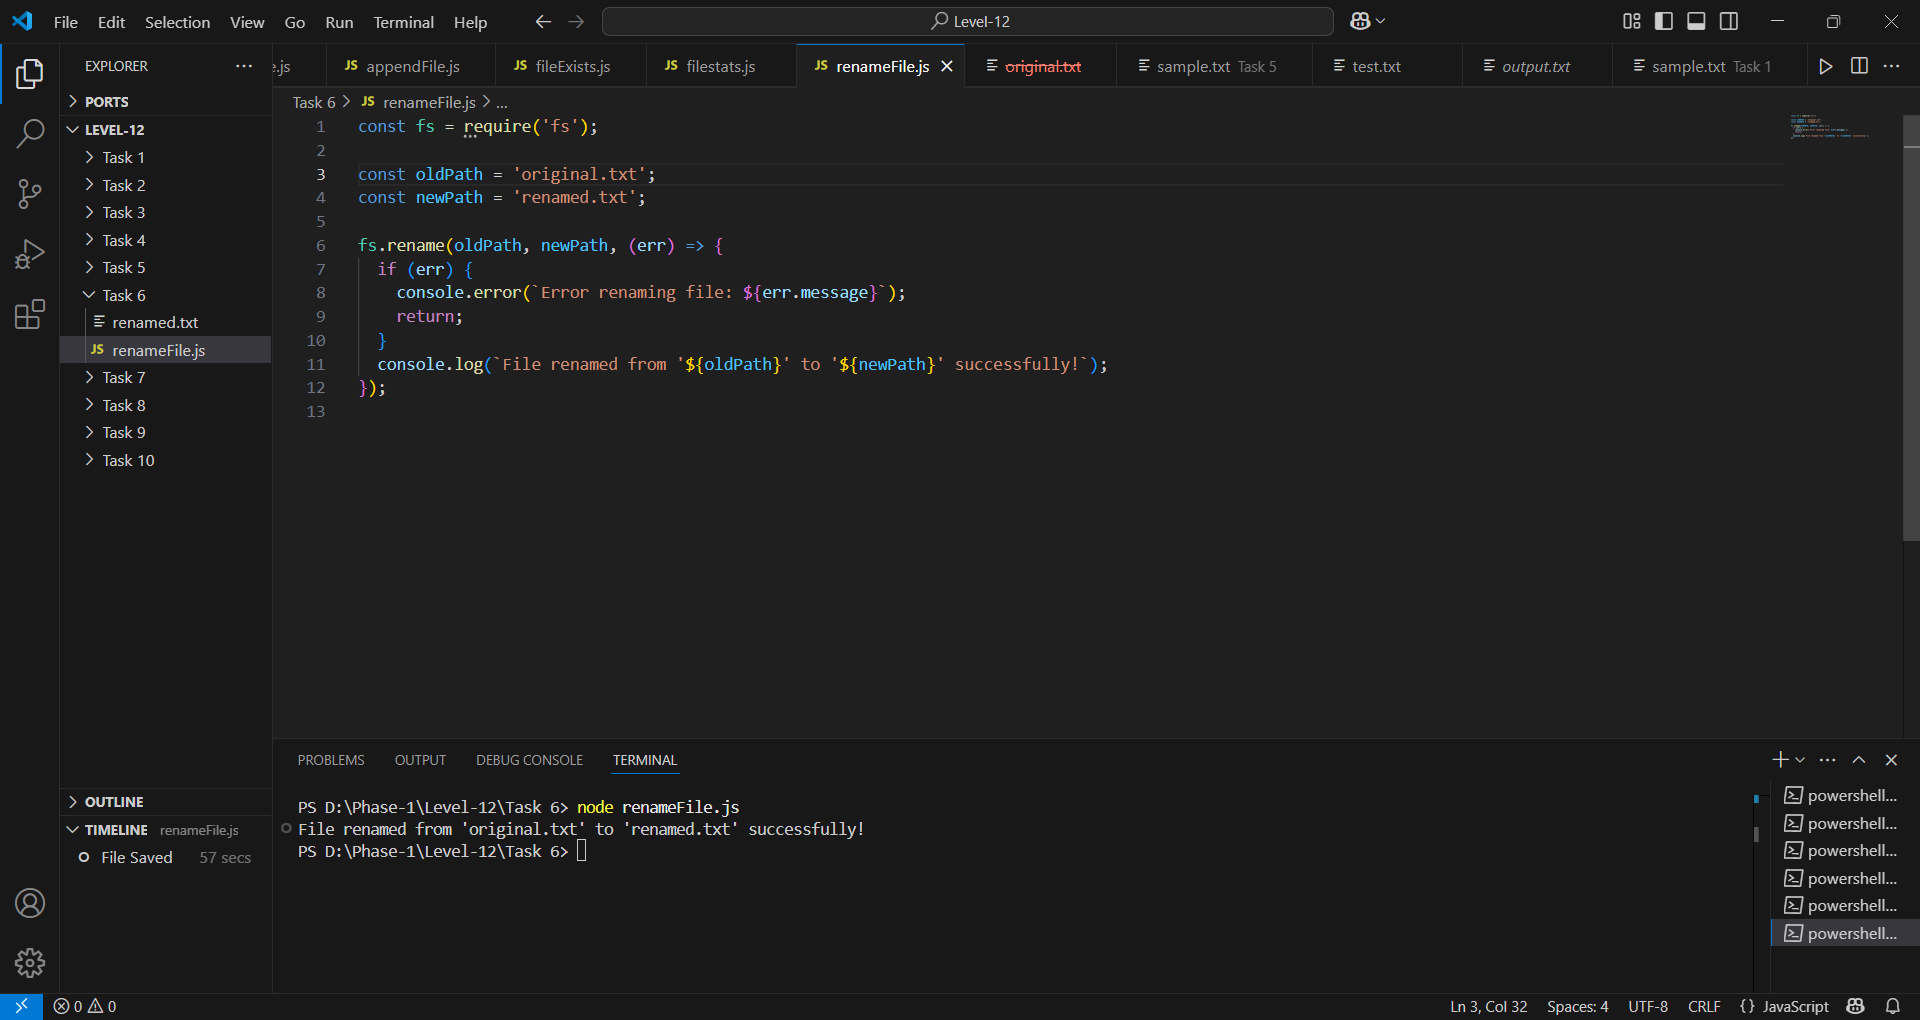 File Edit Selection View Go Run Terminal Help
Level-12
EXPLORER
PORTS
LEVEL-12
Task 1
Task 2
Task 3
Task 4
Task 5
Task 6
renamed.txt
JS renameFile.js
Task 7
Task 8
Task 9
Task 10
OUTLINE
TIMELINE renameFile.js
File Saved 57 secs
e.js JS appendFile.js JS fileExists.js JS filestats.js JS renameFile.js original.txt sample.txt Task 5 test.txt output.txt sample.txt Task 1
Task 6 > JS renameFile.js > ...
1 const fs = require('fs');
2
3 const oldPath = 'original.txt';
4 const newPath = 'renamed.txt';
5
6 fs.rename(oldPath, newPath, (err) => {
7 if (err) {
8 console.error(`Error renaming file: ${err.message}`);
9 return;
10 }
11 console.log(`File renamed from '${oldPath}' to '${newPath}' successfully!`);
12 });
13
PROBLEMS OUTPUT DEBUG CONSOLE TERMINAL
PS D:\Phase-1\Level-12\Task 6> node renameFile.js
File renamed from 'original.txt' to 'renamed.txt' successfully!
PS D:\Phase-1\Level-12\Task 6>
powershell...
powershell...
powershell...
powershell...
powershell...
powershell...
0 0
Ln 3, Col 32 Spaces: 4 UTF-8 CRLF {} JavaScript